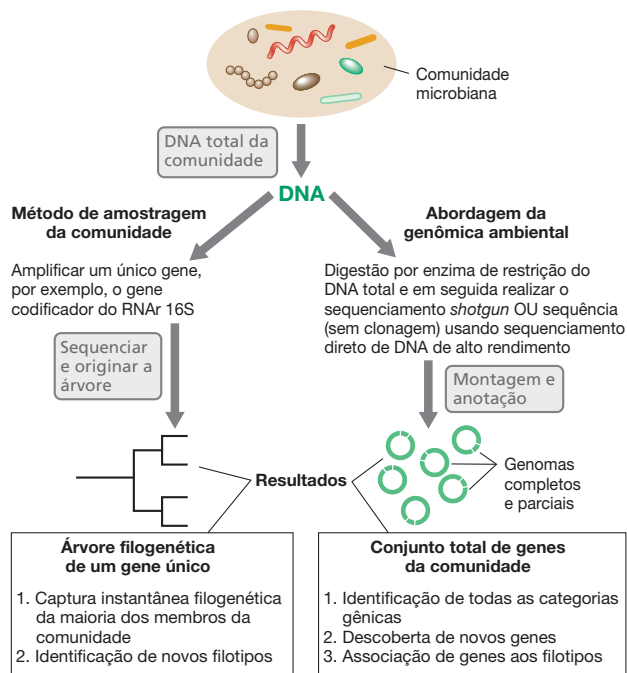 Comunidade
microbiana
DNA total da
comunidade
DNA
Método de amostragem
da comunidade
Amplificar um único gene,
por exemplo, o gene
codificador do RNAr 16S
Sequenciar
e originar a
árvore
Abordagem da
genômica ambiental
Digestão por enzima de restrição do
DNA total e em seguida realizar o
sequenciamento shotgun OU sequência
(sem clonagem) usando sequenciamento
direto de DNA de alto rendimento
Montagem e
anotação
Resultados
Genomas
completos
e parciais
Árvore filogenética
de um gene único
1. Captura instantânea filogenética
da maioria dos membros da
comunidade
2. Identificação de novos filotipos
Conjunto total de genes
da comunidade
1. Identificação de todas as categorias
gênicas
2. Descoberta de novos genes
3. Associação de genes aos filotipos